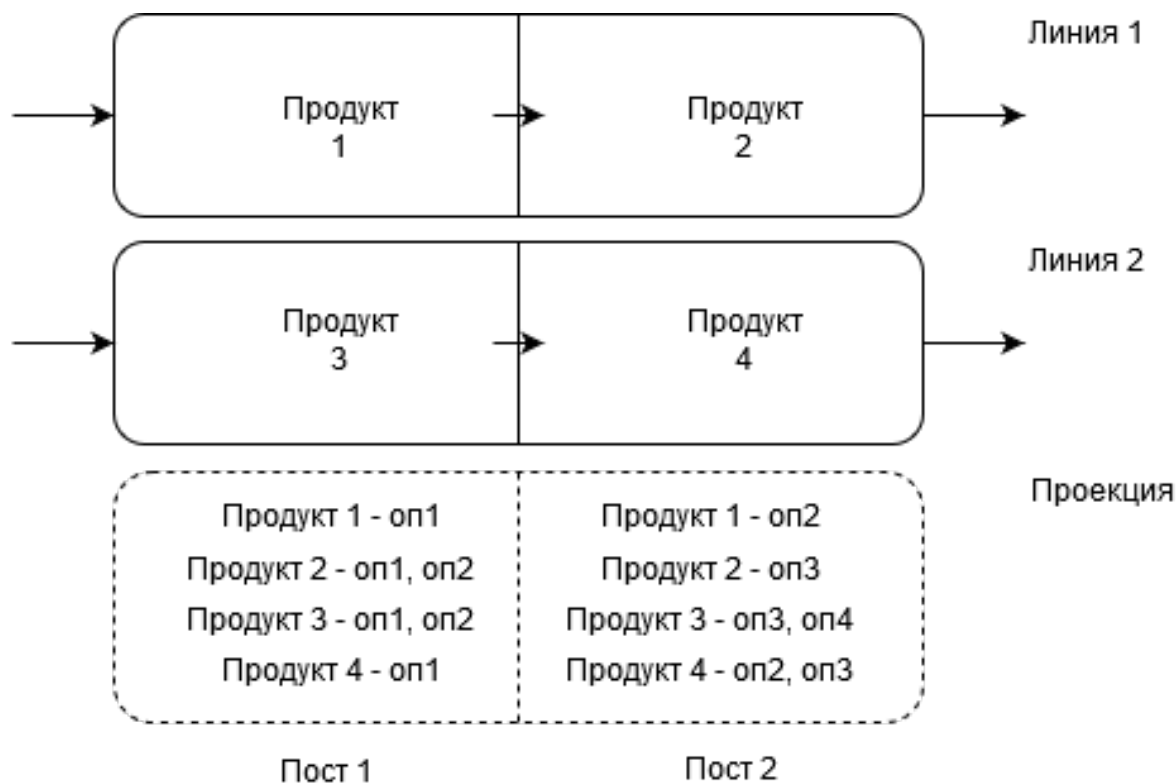 Линия 1
Продукт
1
Продукт
2
Линия 2
Продукт
3
Продукт
4
Проекция
Продукт 1 - оп1
Продукт 2 - оп1, оп2
Продукт 3 - оп1, оп2
Продукт 4 - оп1
Продукт 1 - оп2
Продукт 2 - оп3
Продукт 3 - оп3, оп4
Продукт 4 - оп2, оп3
Пост 1
Пост 2